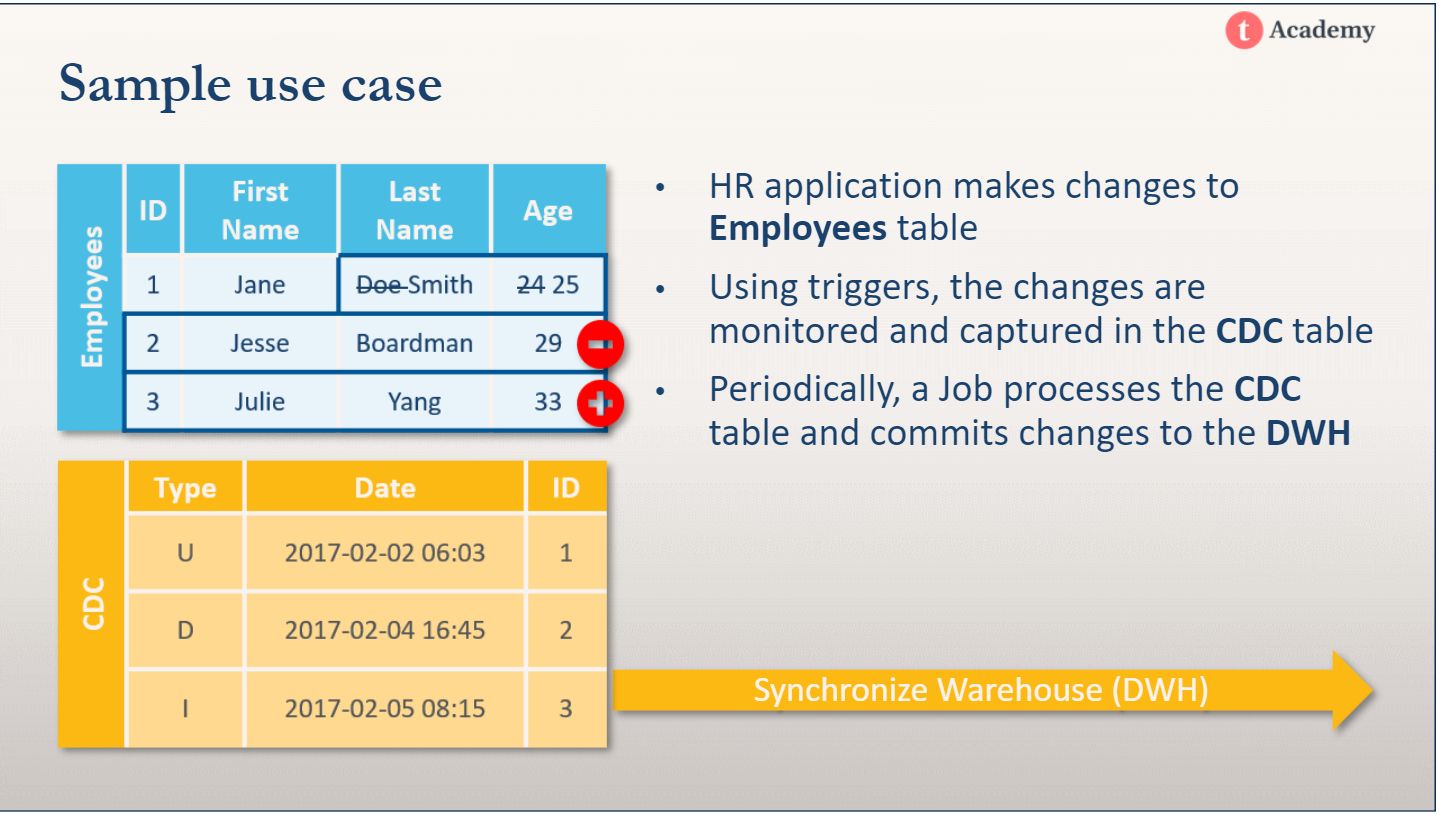 t Academy
Sample use case
Employees
ID First Name Last Name Age
1 Jane Doe Smith 24 25
2 Jesse Boardman 29
3 Julie Yang 33
• HR application makes changes to
Employees table
• Using triggers, the changes are
monitored and captured in the CDC table
• Periodically, a Job processes the CDC
table and commits changes to the DWH
CDC
Type Date ID
U 2017-02-02 06:03 1
D 2017-02-04 16:45 2
I 2017-02-05 08:15 3
Synchronize Warehouse (DWH)